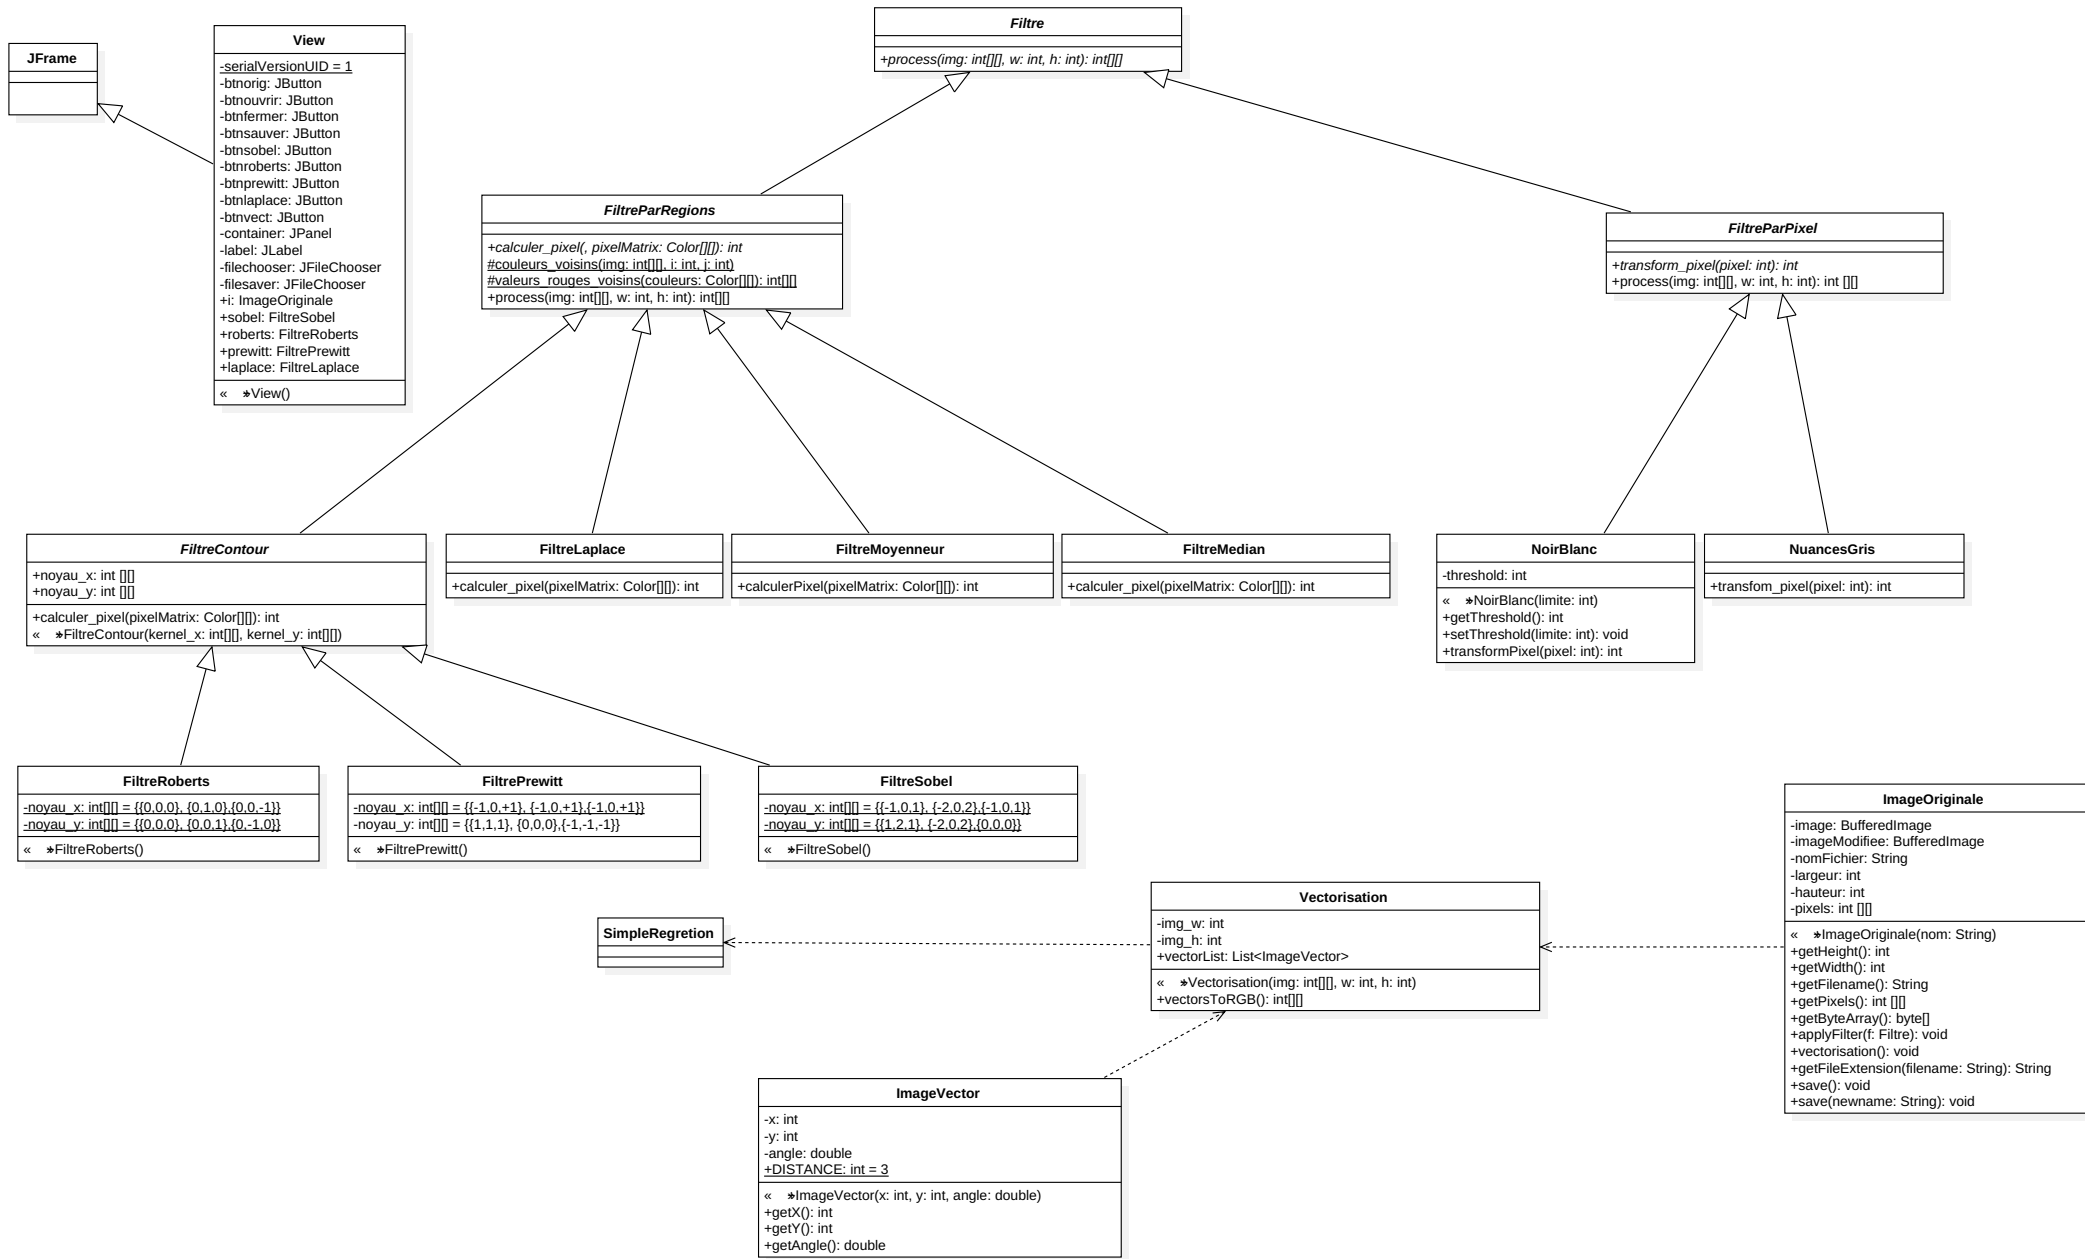 JFrame
View
-serialVersionUID = 1
-btnorig: JButton
-btnouvrir: JButton
-btnfermer: JButton
-btnsauver: JButton
-btnsobel: JButton
-btnroberts: JButton
-btnprewitt: JButton
-btnlaplace: JButton
-btnvect: JButton
-container: JPanel
-label: JLabel
-filechooser: JFileChooser
-filesaver: JFileChooser
+i: ImageOriginale
+sobel: FiltreSobel
+roberts: FiltreRoberts
+prewitt: FiltrePrewitt
+laplace: FiltreLaplace
« »+View()
Filtre
+process(img: int[][], w: int, h: int): int[][]
FiltreParRegions
+calculer_pixel(, pixelMatrix: Color[][]): int
#couleurs_voisins(img: int[][], i: int, j: int)
#valeurs_rouges_voisins(couleurs: Color[][]): int[][]
+process(img: int[][], w: int, h: int): int[][]
FiltreParPixel
+transform_pixel(pixel: int): int
+process(img: int[][], w: int, h: int): int [][]
FiltreContour
+noyau_x: int [][]
+noyau_y: int [][]
+calculer_pixel(pixelMatrix: Color[][]): int
« »+FiltreContour(kernel_x: int[][], kernel_y: int[][])
FiltreLaplace
+calculer_pixel(pixelMatrix: Color[][]): int
FiltreMoyenneur
+calculerPixel(pixelMatrix: Color[][]): int
FiltreMedian
+calculer_pixel(pixelMatrix: Color[][]): int
NoirBlanc
-threshold: int
« »+NoirBlanc(limite: int)
+getThreshold(): int
+setThreshold(limite: int): void
+transformPixel(pixel: int): int
NuancesGris
+transfom_pixel(pixel: int): int
FiltreRoberts
-noyau_x: int[][] = {{0,0,0}, {0,1,0},{0,0,-1}}
-noyau_y: int[][] = {{0,0,0}, {0,0,1},{0,-1,0}}
« »+FiltreRoberts()
FiltrePrewitt
-noyau_x: int[][] = {{-1,0,+1}, {-1,0,+1},{-1,0,+1}}
-noyau_y: int[][] = {{1,1,1}, {0,0,0},{-1,-1,-1}}
« »+FiltrePrewitt()
FiltreSobel
-noyau_x: int[][] = {{-1,0,1}, {-2,0,2},{-1,0,1}}
-noyau_y: int[][] = {{1,2,1}, {-2,0,2},{0,0,0}}
« »+FiltreSobel()
ImageOriginale
-image: BufferedImage
-imageModifiee: BufferedImage
-nomFichier: String
-largeur: int
-hauteur: int
-pixels: int [][]
« »+ImageOriginale(nom: String)
+getHeight(): int
+getWidth(): int
+getFilename(): String
+getPixels(): int [][]
+getByteArray(): byte[]
+applyFilter(f: Filtre): void
+vectorisation(): void
+getFileExtension(filename: String): String
+save(): void
+save(newname: String): void
SimpleRegretion
Vectorisation
-img_w: int
-img_h: int
+vectorList: List<ImageVector>
« »+Vectorisation(img: int[][], w: int, h: int)
+vectorsToRGB(): int[][]
ImageVector
-x: int
-y: int
-angle: double
+DISTANCE: int = 3
« »+ImageVector(x: int, y: int, angle: double)
+getX(): int
+getY(): int
+getAngle(): double